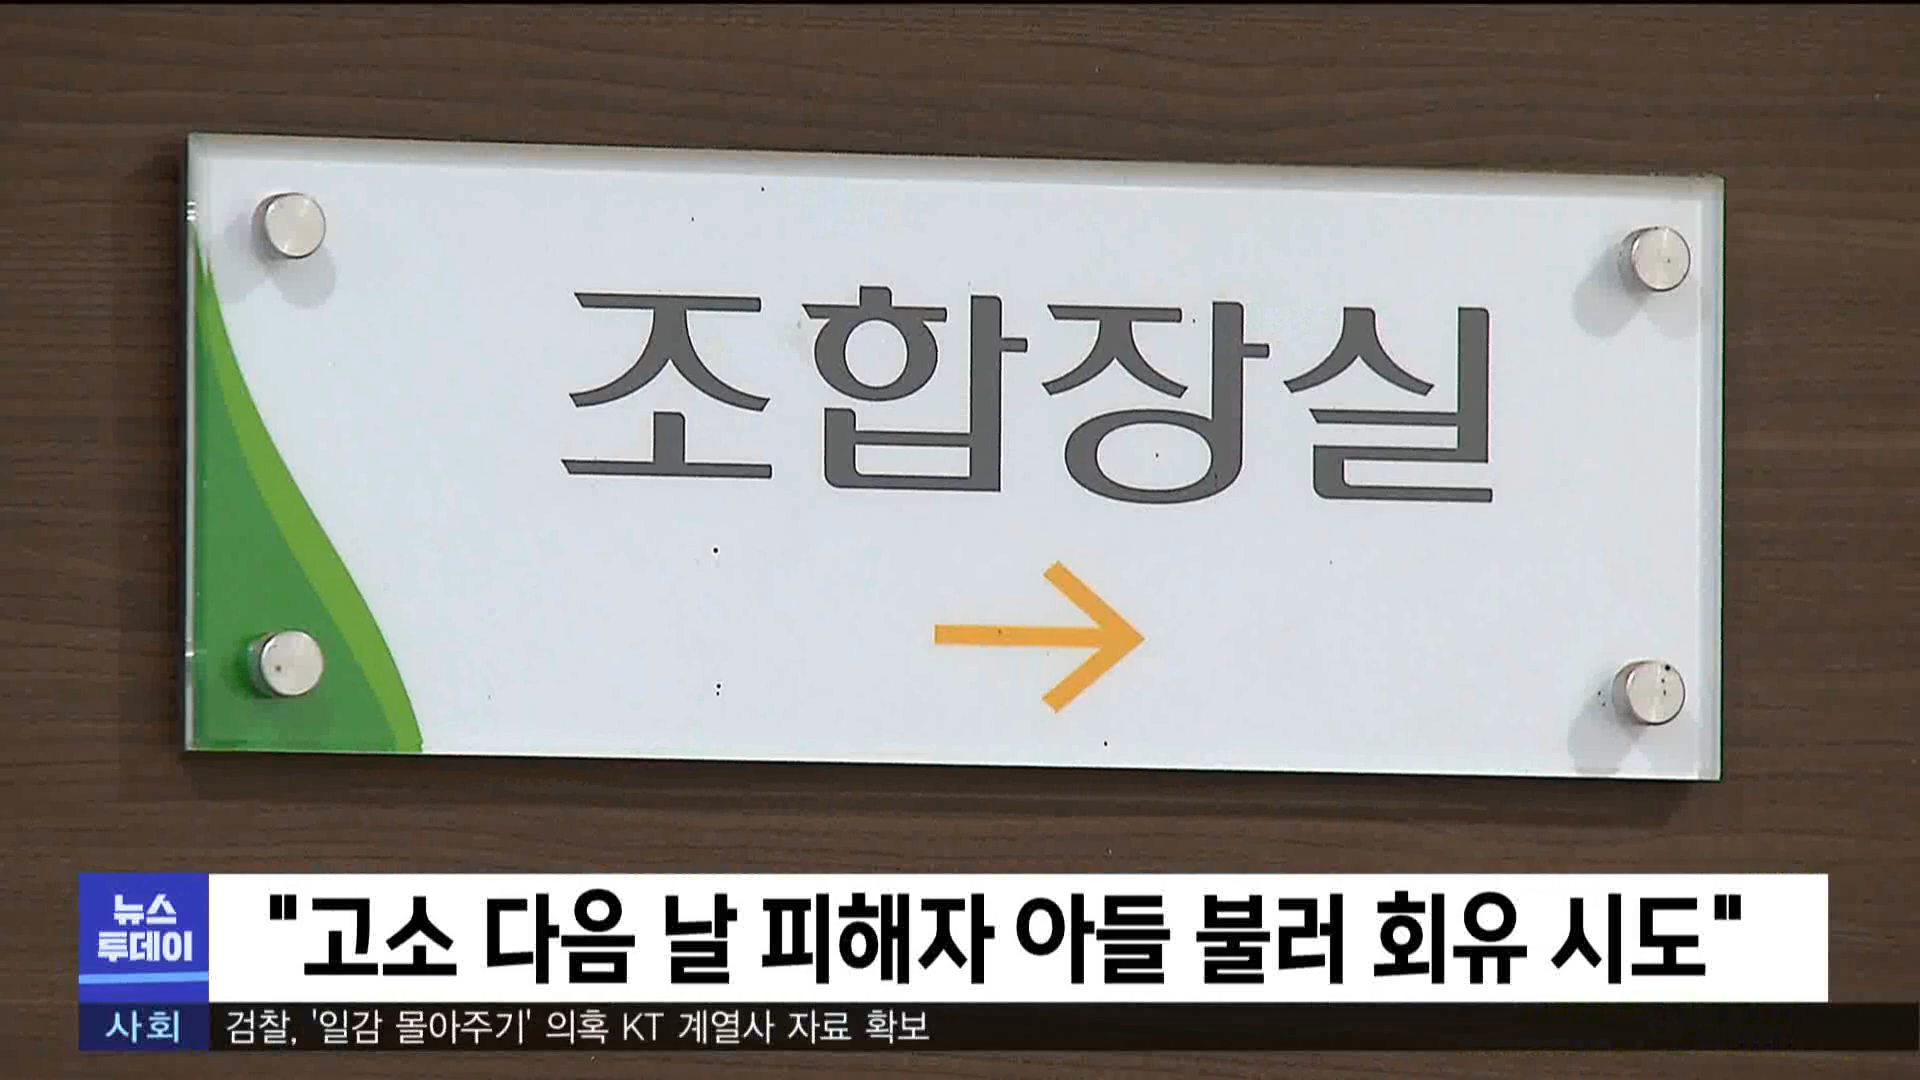 조합장실
뉴스
투데이
"고소 다음 날 피해자 아들 불러 회유 시도"
사회
검찰, '일감 몰아주기' 의혹 KT 계열사 자료 확보